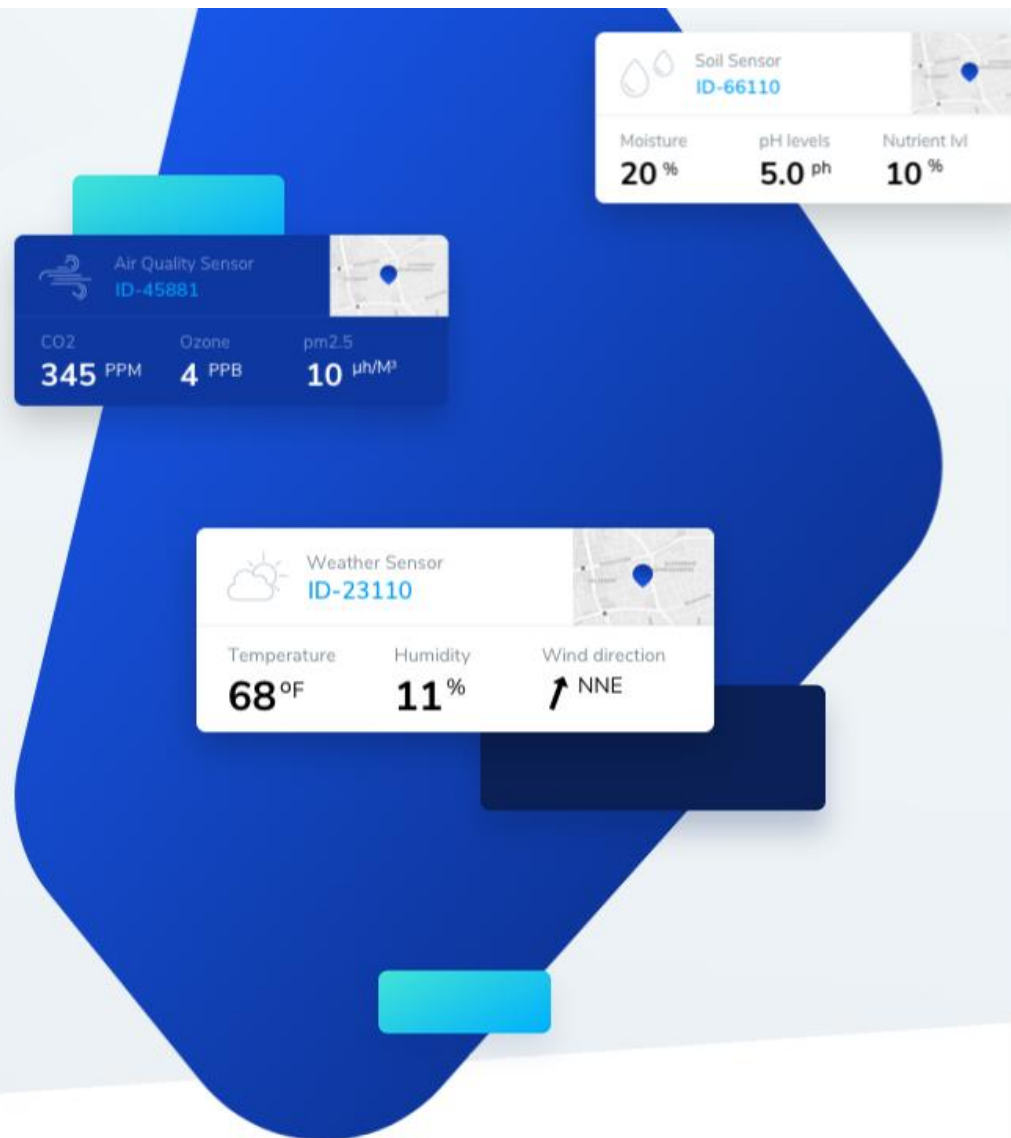 Soil Sensor
ID-66110
Moisture pH levels Nutrient lvl
20 % 5.0 ph 10 %
Air Quality Sensor
ID-45881
CO2 Ozone pm2.5
345 PPM 4 PPB 10 µh/M³
Weather Sensor
ID-23110
Temperature Humidity Wind direction
68 °F 11 % NNE